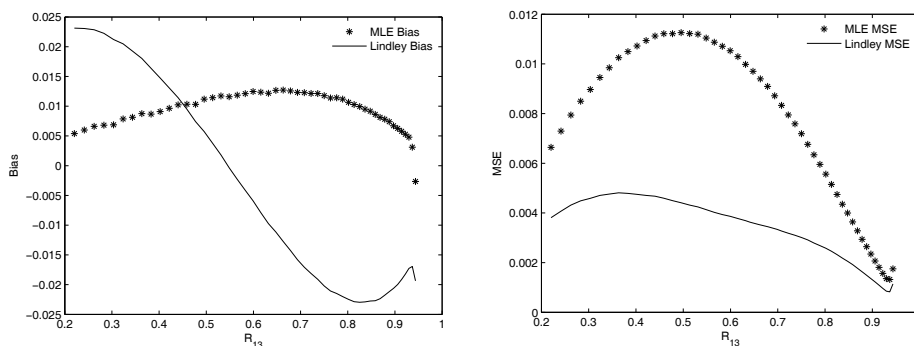 0.025
0.02
0.015
0.01
0.005
0
−0.005
−0.01
−0.015
−0.02
−0.025
Bias
MLE Bias
Lindley Bias
0.2 0.3 0.4 0.5 0.6 0.7 0.8 0.9 1
R13
0.012
0.01
0.008
0.006
0.004
0.002
0
MSE
MLE MSE
Lindley MSE
0.2 0.3 0.4 0.5 0.6 0.7 0.8 0.9
R13